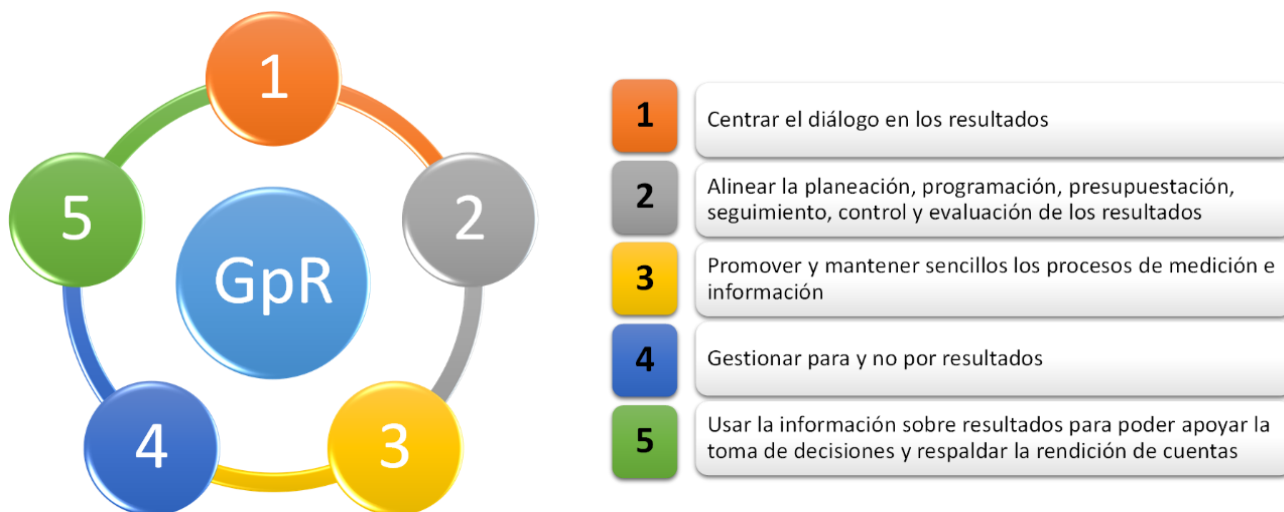 1
2
3
4
5
GpR
1
Centrar el diálogo en los resultados
2
Alinear la planeación, programación, presupuestación,
seguimiento, control y evaluación de los resultados
3
Promover y mantener sencillos los procesos de medición e
información
4
Gestionar para y no por resultados
5
Usar la información sobre resultados para poder apoyar la
toma de decisiones y respaldar la rendición de cuentas